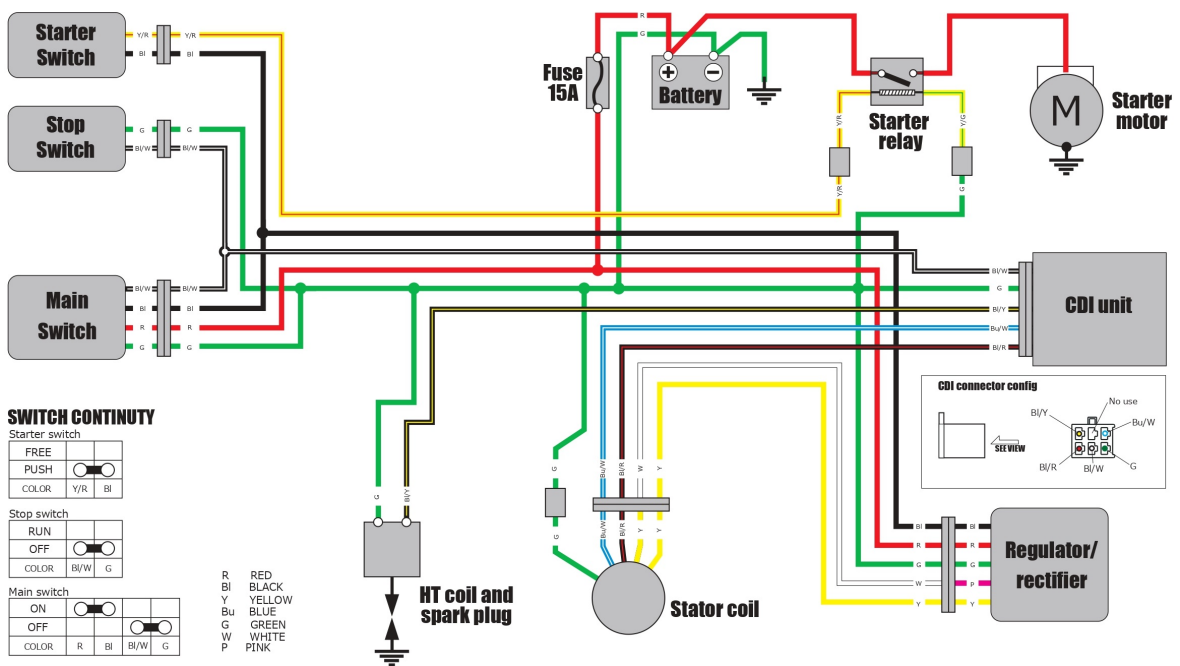 Starter
Switch
Y/R
Y/R
Bl
Bl
Stop
Switch
G
G
Bl/W
Bl/W
Main
Switch
Bl/W
Bl/W
Bl
Bl
R
R
G
G
R
G
Fuse
15A
+
−
Battery
Y/R
Y/R
Starter
relay
Y/G
G
M
Starter
motor
Bl/W
G
Bl/Y
Bu/W
Bl/R
CDI unit
CDI connector config
No use
Bl/Y
Bu/W
SEE VIEW
Bl/R
Bl/W
G
G
Bl/Y
HT coil and
spark plug
G
G
Bu/W
Bl/R
W
Y
Bu/W
Bl/R
Y
Y
Stator coil
Bl
Bl
R
R
G
G
W
P
Y
Y
Regulator/
rectifier
SWITCH CONTINUTY
Starter switch
FREE
PUSH
COLOR Y/R Bl
Stop switch
RUN
OFF
COLOR Bl/W G
Main switch
ON
OFF
COLOR R Bl Bl/W G
R RED
Bl BLACK
Y YELLOW
Bu BLUE
G GREEN
W WHITE
P PINK